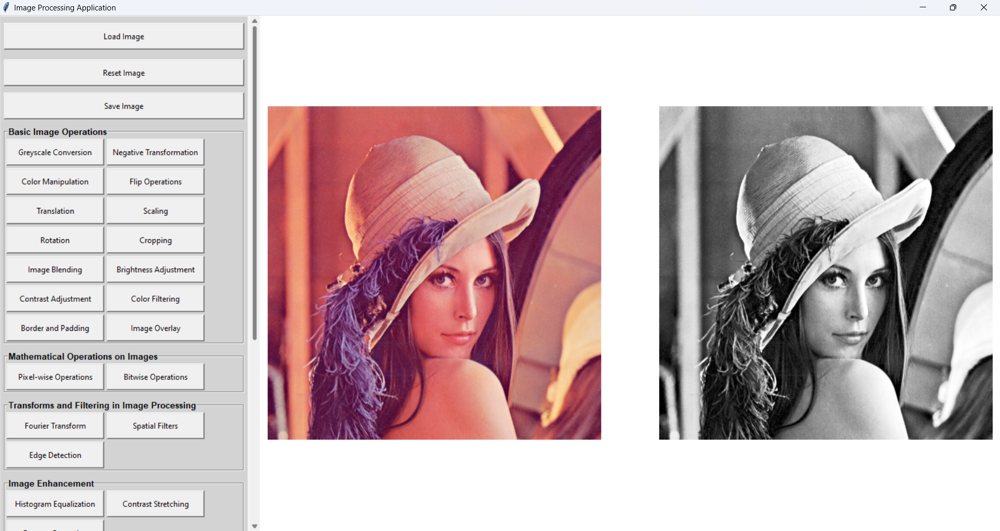 Image Processing Application
Load Image
Reset Image
Save Image
Basic Image Operations
Greyscale Conversion Negative Transformation
Color Manipulation Flip Operations
Translation Scaling
Rotation Cropping
Image Blending Brightness Adjustment
Contrast Adjustment Color Filtering
Border and Padding Image Overlay
Mathematical Operations on Images
Pixel-wise Operations Bitwise Operations
Transforms and Filtering in Image Processing
Fourier Transform Spatial Filters
Edge Detection
Image Enhancement
Histogram Equalization Contrast Stretching